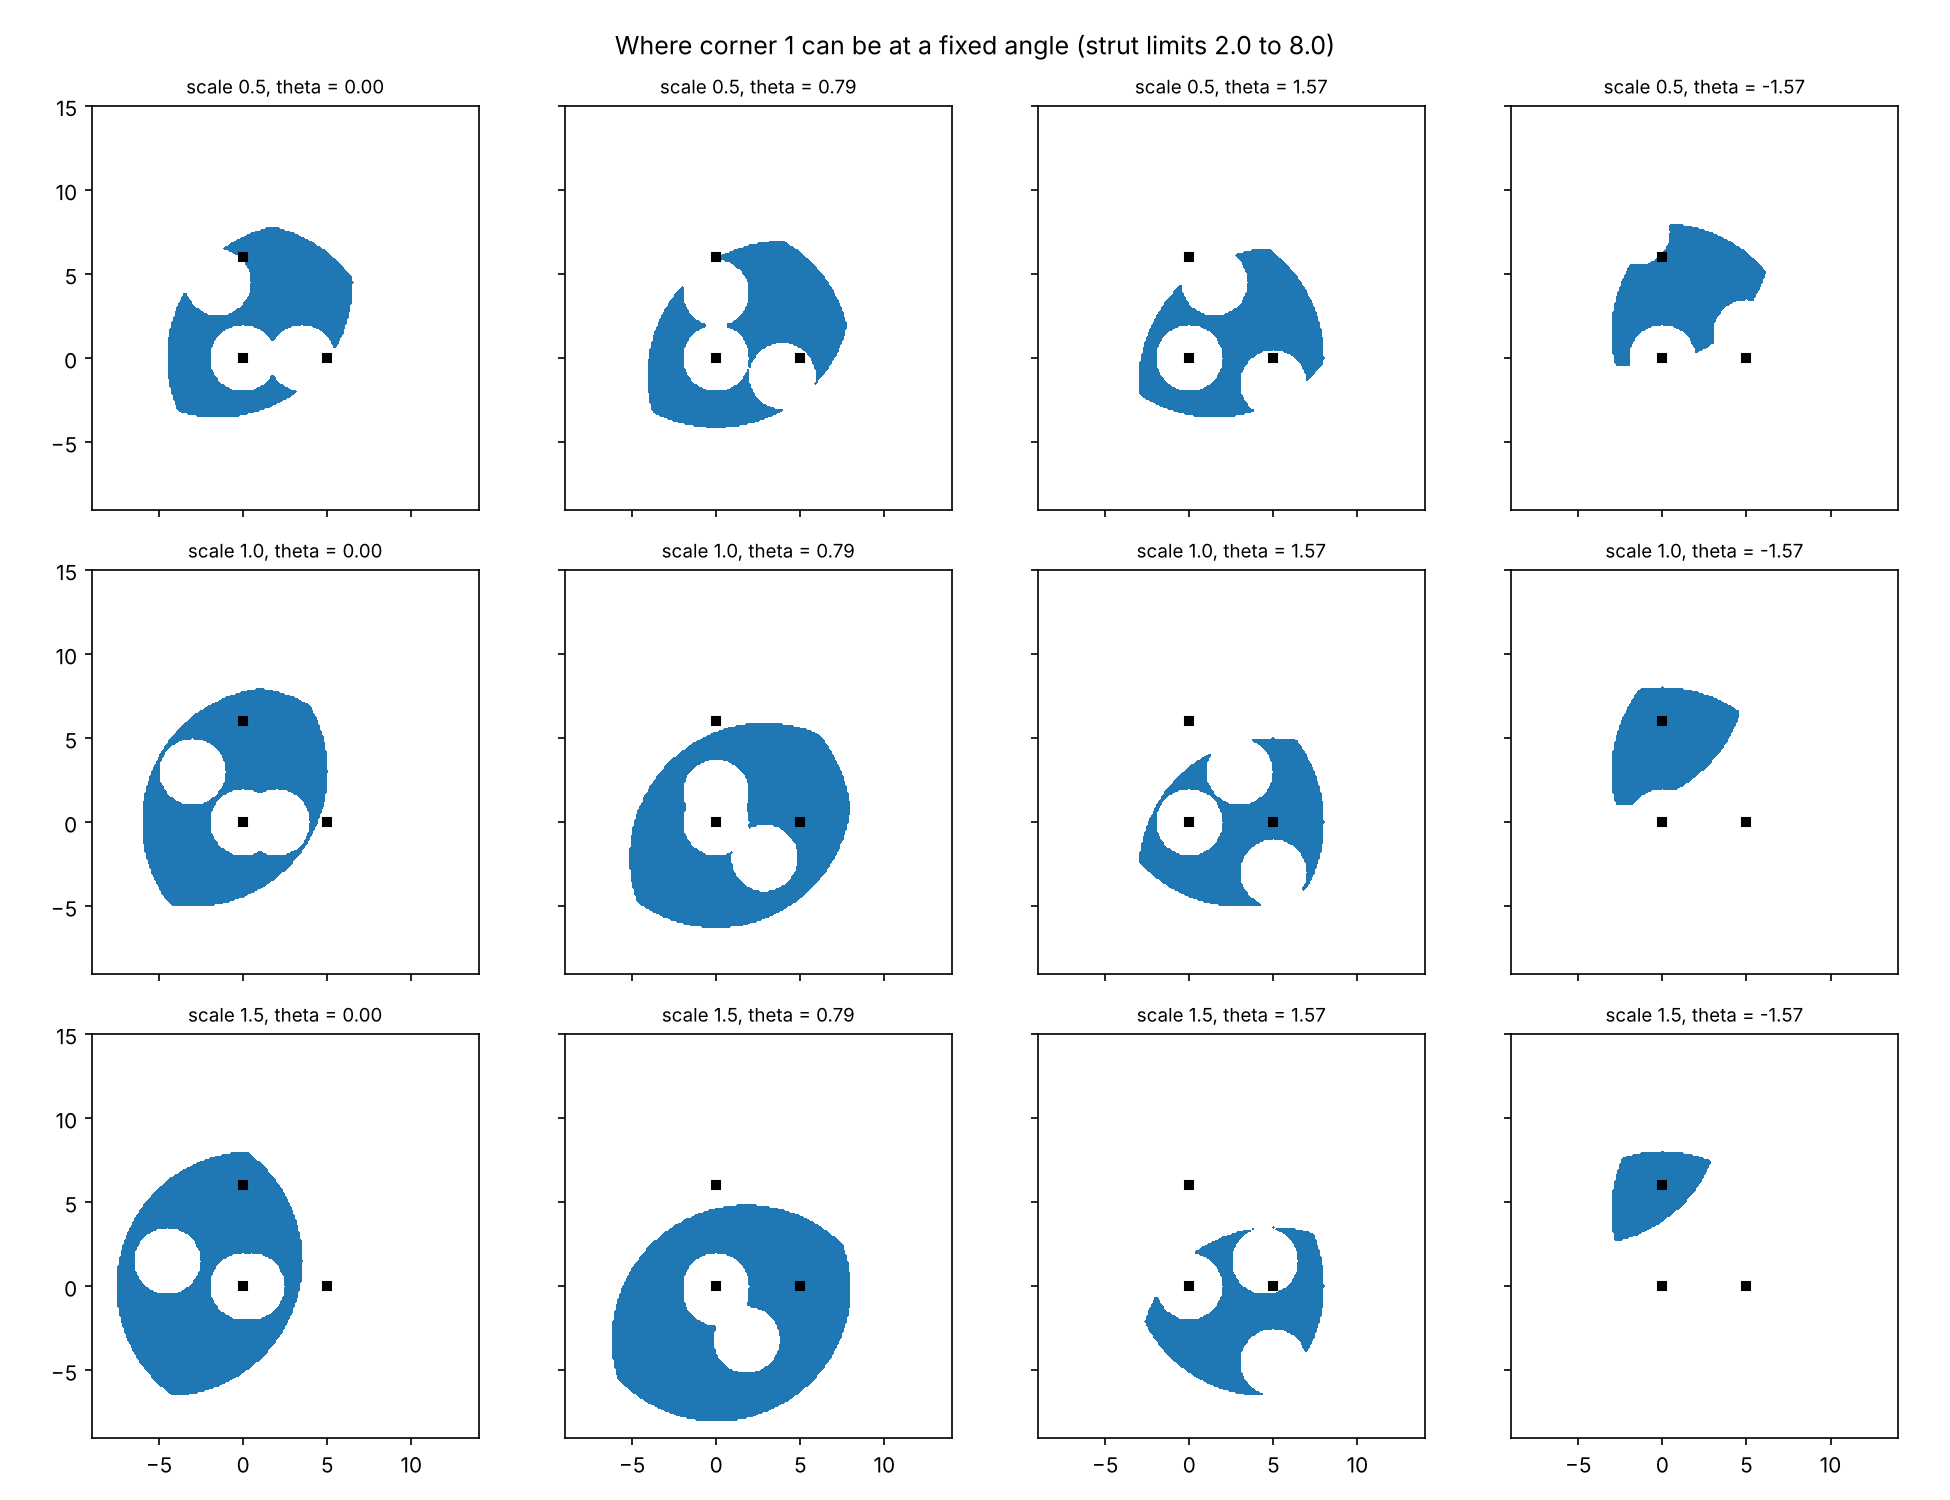 Where corner 1 can be at a fixed angle (strut limits 2.0 to 8.0)
scale 0.5, theta = 0.00
scale 0.5, theta = 0.79
scale 0.5, theta = 1.57
scale 0.5, theta = -1.57
15
10
5
0
−5
scale 1.0, theta = 0.00
scale 1.0, theta = 0.79
scale 1.0, theta = 1.57
scale 1.0, theta = -1.57
15
10
5
0
−5
scale 1.5, theta = 0.00
scale 1.5, theta = 0.79
scale 1.5, theta = 1.57
scale 1.5, theta = -1.57
15
10
5
0
−5
−5 0 5 10
−5 0 5 10
−5 0 5 10
−5 0 5 10